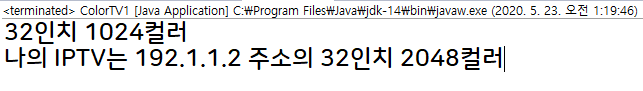 <terminated> ColorTV1 [Java Application] C:₩Program Files₩Java₩jdk-14₩bin₩javaw.exe (2020. 5. 23. 오전 1:19:46)
32인치 1024컬러
나의 IPTV는 192.1.1.2 주소의 32인치 2048컬러